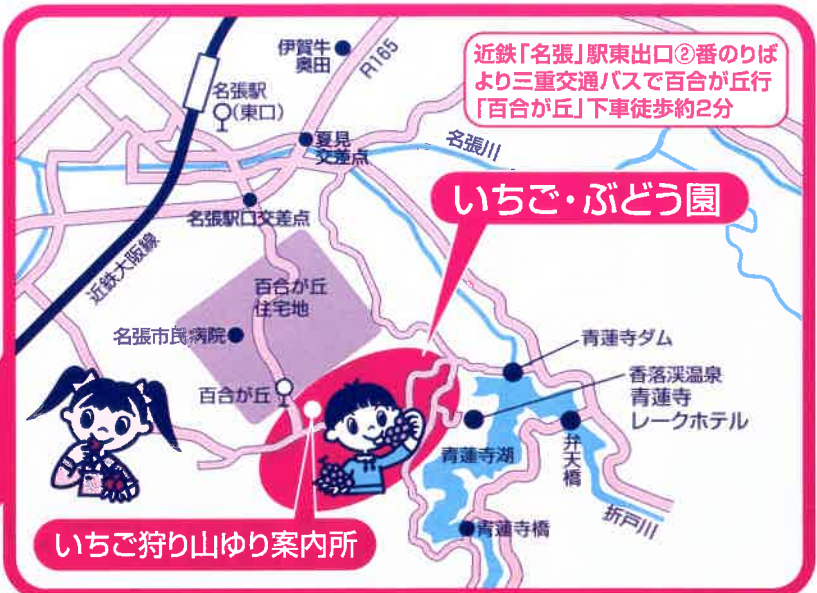 伊賀牛
奥田
R165
近鉄「名張」駅東出口②番のりば
より三重交通バスで百合が丘行
「百合が丘」下車徒歩約2分
名張駅
(東口)
夏見
交差点
名張川
いちご・ぶどう園
名張駅口交差点
近鉄大阪線
百合が丘
住宅地
名張市民病院
青蓮寺ダム
百合が丘
香落渓温泉
青蓮寺
レークホテル
青蓮寺湖
弁天橋
折戸川
青蓮寺橋
いちご狩り山ゆり案内所